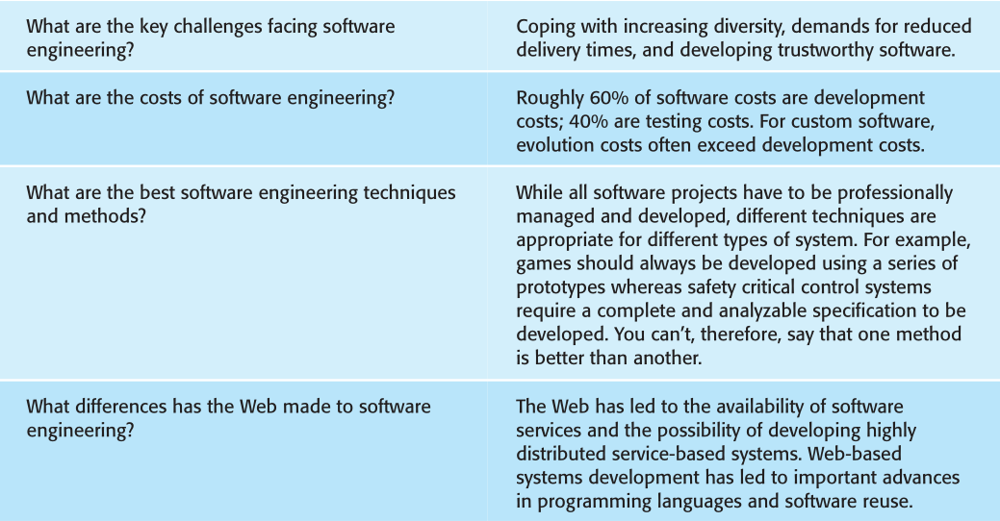 What are the key challenges facing software
engineering?
Coping with increasing diversity, demands for reduced
delivery times, and developing trustworthy software.
What are the costs of software engineering?
Roughly 60% of software costs are development
costs; 40% are testing costs. For custom software,
evolution costs often exceed development costs.
What are the best software engineering techniques
and methods?
While all software projects have to be professionally
managed and developed, different techniques are
appropriate for different types of system. For example,
games should always be developed using a series of
prototypes whereas safety critical control systems
require a complete and analyzable specification to be
developed. You can’t, therefore, say that one method
is better than another.
What differences has the Web made to software
engineering?
The Web has led to the availability of software
services and the possibility of developing highly
distributed service-based systems. Web-based
systems development has led to important advances
in programming languages and software reuse.